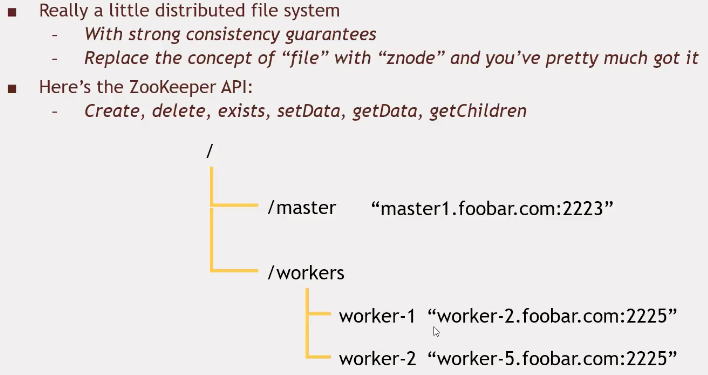 ■ Really a little distributed file system
– With strong consistency guarantees
– Replace the concept of “file” with “znode” and you’ve pretty much got it
■ Here’s the ZooKeeper API:
– Create, delete, exists, setData, getData, getChildren
/
/master “master1.foobar.com:2223”
/workers
worker-1 “worker-2.foobar.com:2225”
worker-2 “worker-5.foobar.com:2225”